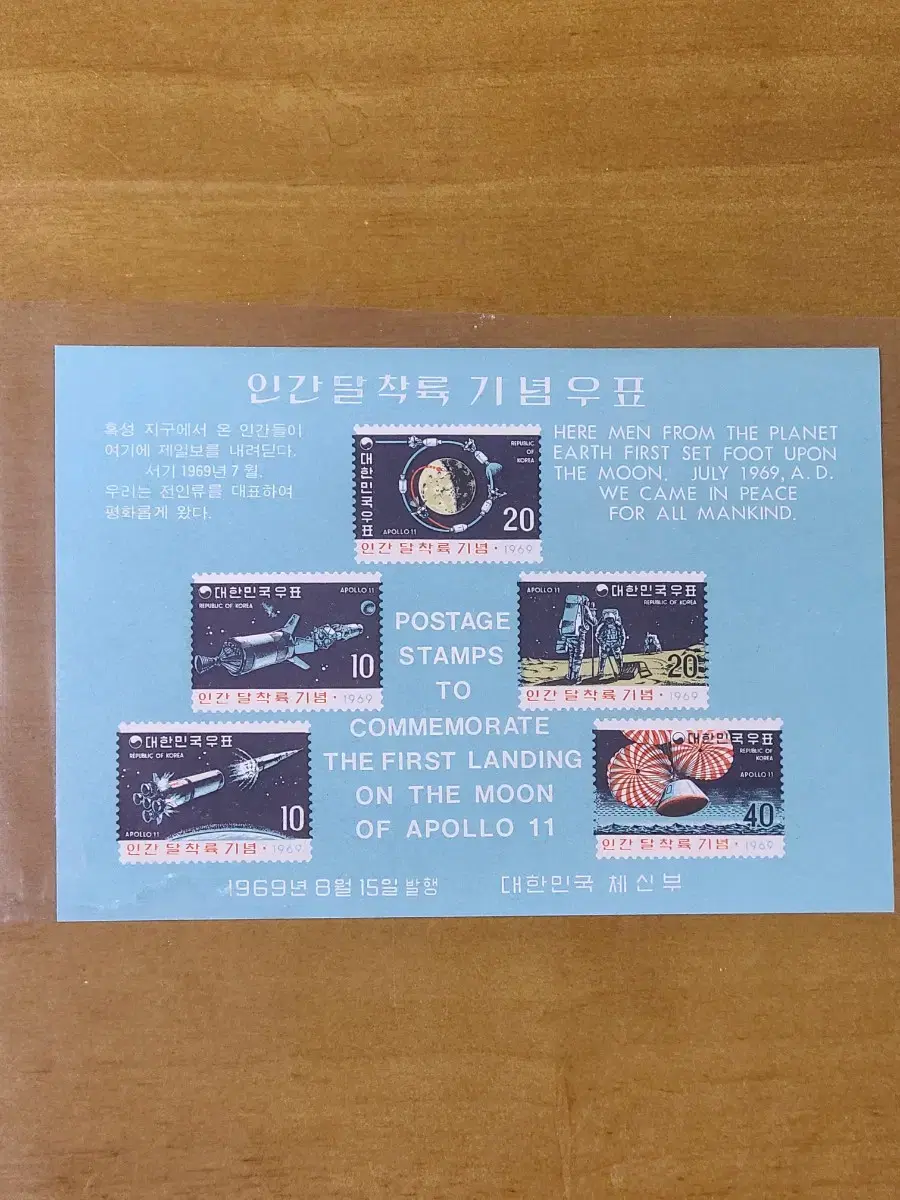 인간달착륙 기념우표
혹성 지구에서 온 인간들이
여기에 제일보를 내려딛다.
서기 1969년 7월.
우리는 전인류를 대표하여
평화롭게 왔다.
대한민국우표
REPUBLIC
OF
KOREA
20
APOLLO 11
인간 달착륙 기념 · 1969
HERE MEN FROM THE PLANET
EARTH FIRST SET FOOT UPON
THE MOON. JULY 1969, A.D.
WE CAME IN PEACE
FOR ALL MANKIND.
대한민국우표
APOLLO 11
REPUBLIC OF KOREA
10
인간 달착륙 기념 · 1969
APOLLO 11
대한민국우표
REPUBLIC OF KOREA
20
인간 달착륙 기념 · 1969
POSTAGE
STAMPS
TO
COMMEMORATE
THE FIRST LANDING
ON THE MOON
OF APOLLO 11
대한민국우표
REPUBLIC OF KOREA
10
APOLLO 11
인간 달착륙 기념 · 1969
대한민국우표
REPUBLIC OF
KOREA
APOLLO 11
40
인간 달착륙 기념 · 1969
1969년 8월 15일 발행 대한민국 체신부